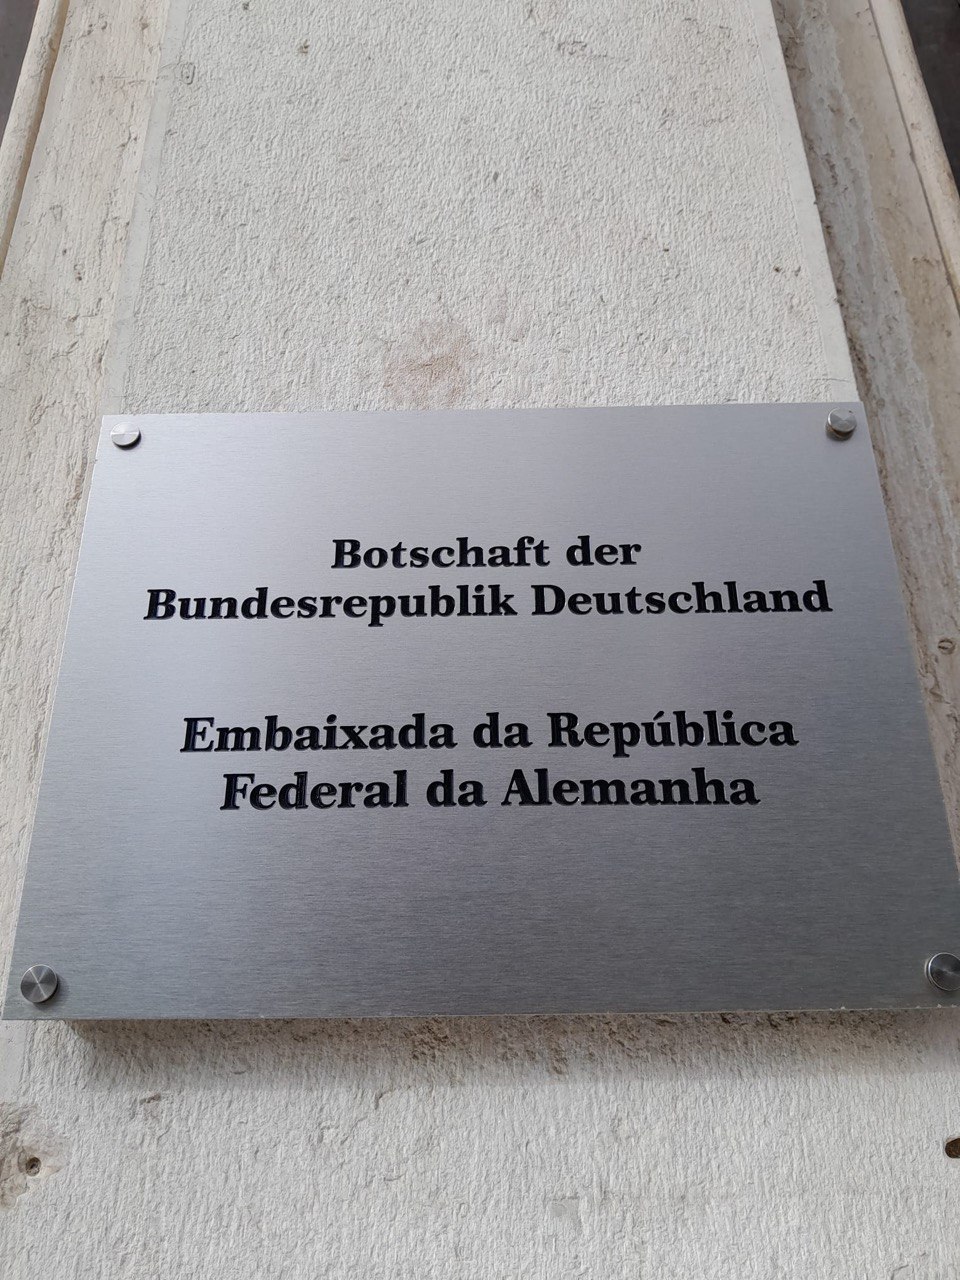 Botschaft der
Bundesrepublik Deutschland
Embaixada da República
Federal da Alemanha